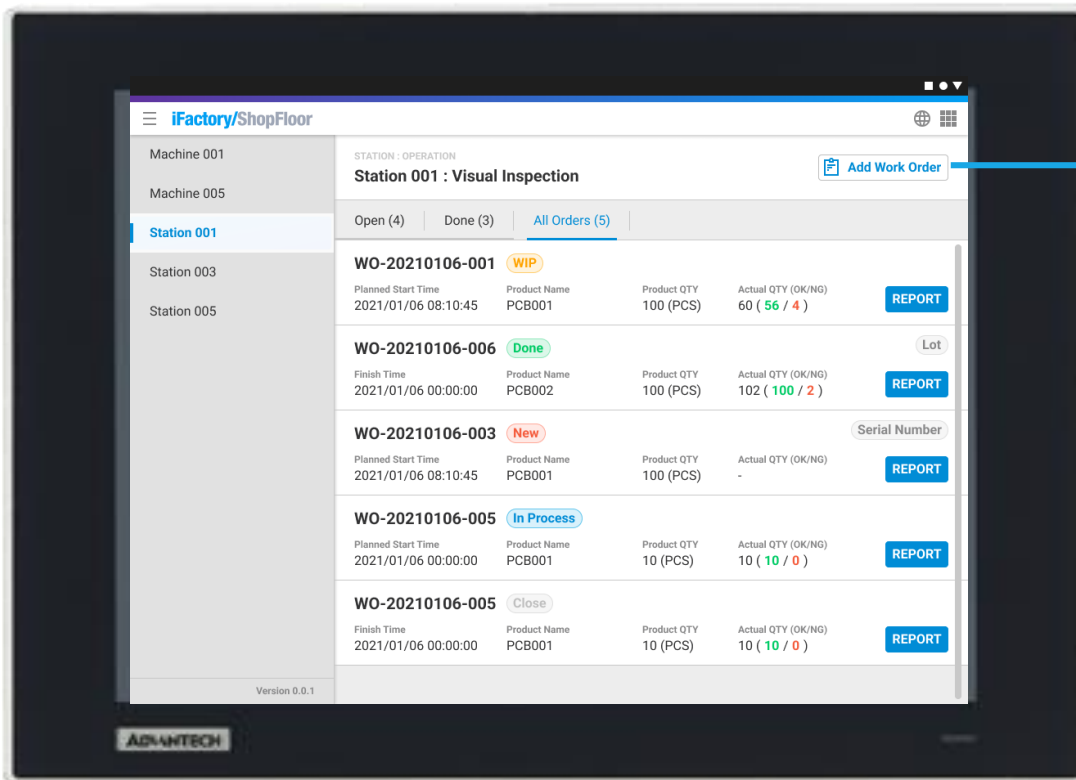 iFactory/ShopFloor
Machine 001
Machine 005
Station 001
Station 003
Station 005
Version 0.0.1
STATION : OPERATION
Station 001 : Visual Inspection
Add Work Order
Open (4) Done (3) All Orders (5)
WO-20210106-001 WIP
Planned Start Time Product Name Product QTY Actual QTY (OK/NG)
2021/01/06 08:10:45 PCB001 100 (PCS) 60 ( 56 / 4 ) REPORT
WO-20210106-006 Done Lot
Finish Time Product Name Product QTY Actual QTY (OK/NG)
2021/01/06 00:00:00 PCB002 100 (PCS) 102 ( 100 / 2 ) REPORT
WO-20210106-003 New Serial Number
Planned Start Time Product Name Product QTY Actual QTY (OK/NG)
2021/01/06 08:10:45 PCB001 100 (PCS) - REPORT
WO-20210106-005 In Process
Planned Start Time Product Name Product QTY Actual QTY (OK/NG)
2021/01/06 00:00:00 PCB001 10 (PCS) 10 ( 10 / 0 ) REPORT
WO-20210106-005 Close
Finish Time Product Name Product QTY Actual QTY (OK/NG)
2021/01/06 00:00:00 PCB001 10 (PCS) 10 ( 10 / 0 ) REPORT
ADVANTECH